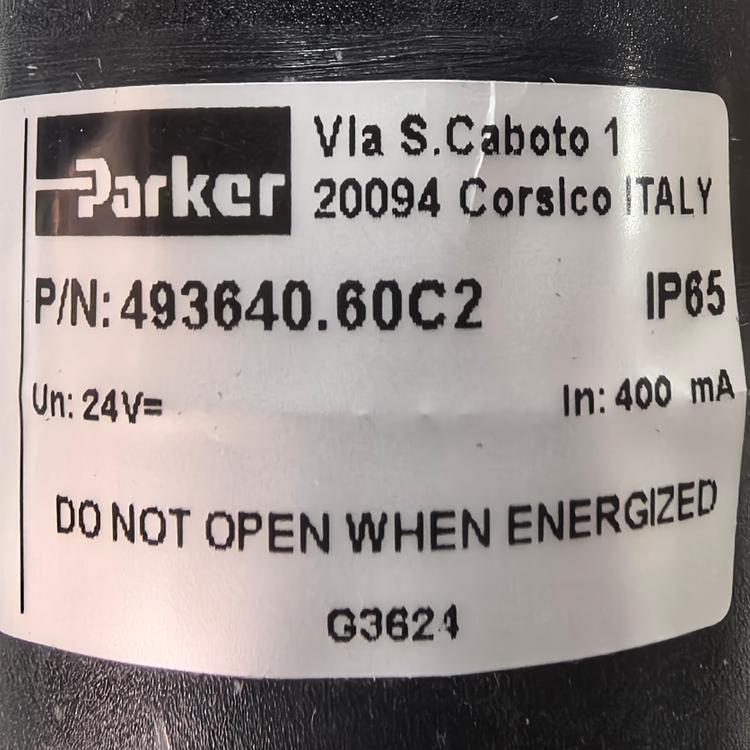 Parker
Via S.Caboto 1
20094 Corsico ITALY
P/N: 493640.60C2 IP65
Un: 24V= In: 400 mA
DO NOT OPEN WHEN ENERGIZED
G3624